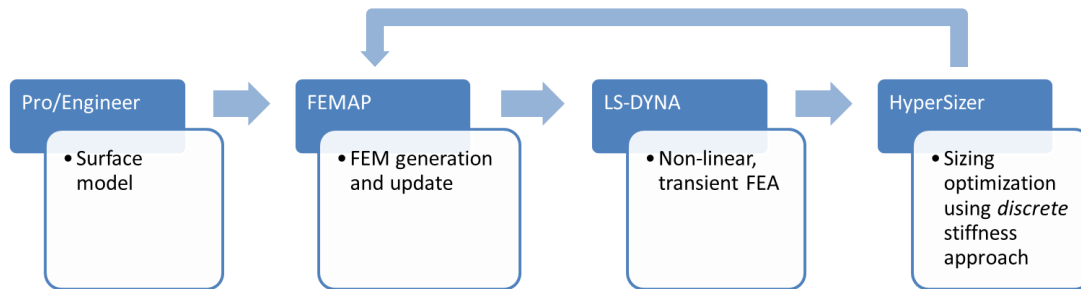 Pro/Engineer
• Surface
model
FEMAP
• FEM generation
and update
LS-DYNA
• Non-linear,
transient FEA
HyperSizer
• Sizing
optimization
using discrete
stiffness
approach